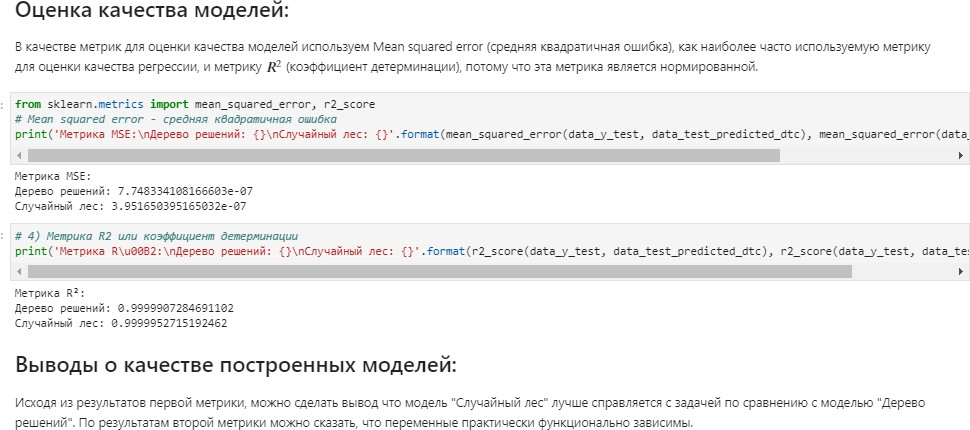 Оценка качества моделей:
В качестве метрик для оценки качества моделей используем Mean squared error (средняя квадратичная ошибка), как наиболее часто используемую метрику
для оценки качества регрессии, и метрику R² (коэффициент детерминации), потому что эта метрика является нормированной.
from sklearn.metrics import mean_squared_error, r2_score
# Mean squared error - средняя квадратичная ошибка
print('Метрика MSE:\nДерево решений: {}\nСлучайный лес: {}'.format(mean_squared_error(data_y_test, data_test_predicted_dtc), mean_squared_error(data_
Метрика MSE:
Дерево решений: 7.748334108166603e-07
Случайный лес: 3.951650395165032e-07
# 4) Метрика R2 или коэффициент детерминации
print('Метрика R\u00B2:\nДерево решений: {}\nСлучайный лес: {}'.format(r2_score(data_y_test, data_test_predicted_dtc), r2_score(data_y_test, data_tes
Метрика R²:
Дерево решений: 0.9999907284691102
Случайный лес: 0.9999952715192462
Выводы о качестве построенных моделей:
Исходя из результатов первой метрики, можно сделать вывод что модель "Случайный лес" лучше справляется с задачей по сравнению с моделью "Дерево
решений". По результатам второй метрики можно сказать, что переменные практически функционально зависимы.